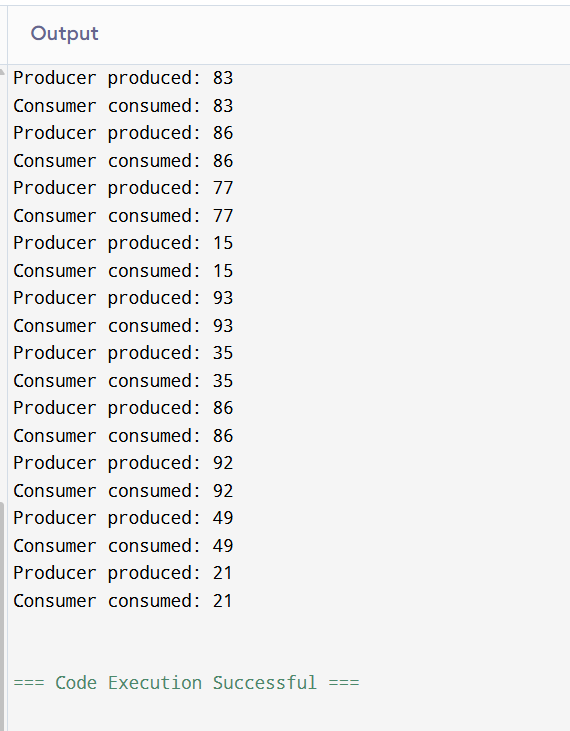 Output
Producer produced: 83
Consumer consumed: 83
Producer produced: 86
Consumer consumed: 86
Producer produced: 77
Consumer consumed: 77
Producer produced: 15
Consumer consumed: 15
Producer produced: 93
Consumer consumed: 93
Producer produced: 35
Consumer consumed: 35
Producer produced: 86
Consumer consumed: 86
Producer produced: 92
Consumer consumed: 92
Producer produced: 49
Consumer consumed: 49
Producer produced: 21
Consumer consumed: 21
=== Code Execution Successful ===